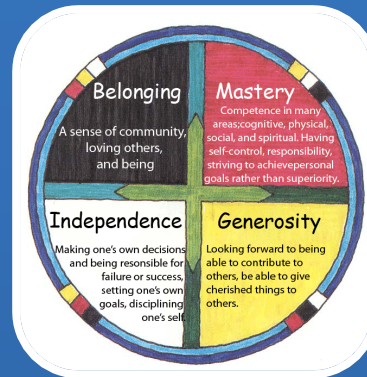 Belonging
A sense of community,
loving others,
and being
Mastery
Competence in many
areas;cognitive, physical,
social, and spiritual. Having
self-control, responsibility,
striving to achievepersonal
goals rather than superiority.
Independence
Making one's own decisions
and being resonsible for
failure or success,
setting one's own
goals, disciplining
one's self.
Generosity
Looking forward to being
able to contribute to
others, be able to give
cherished things to
others.